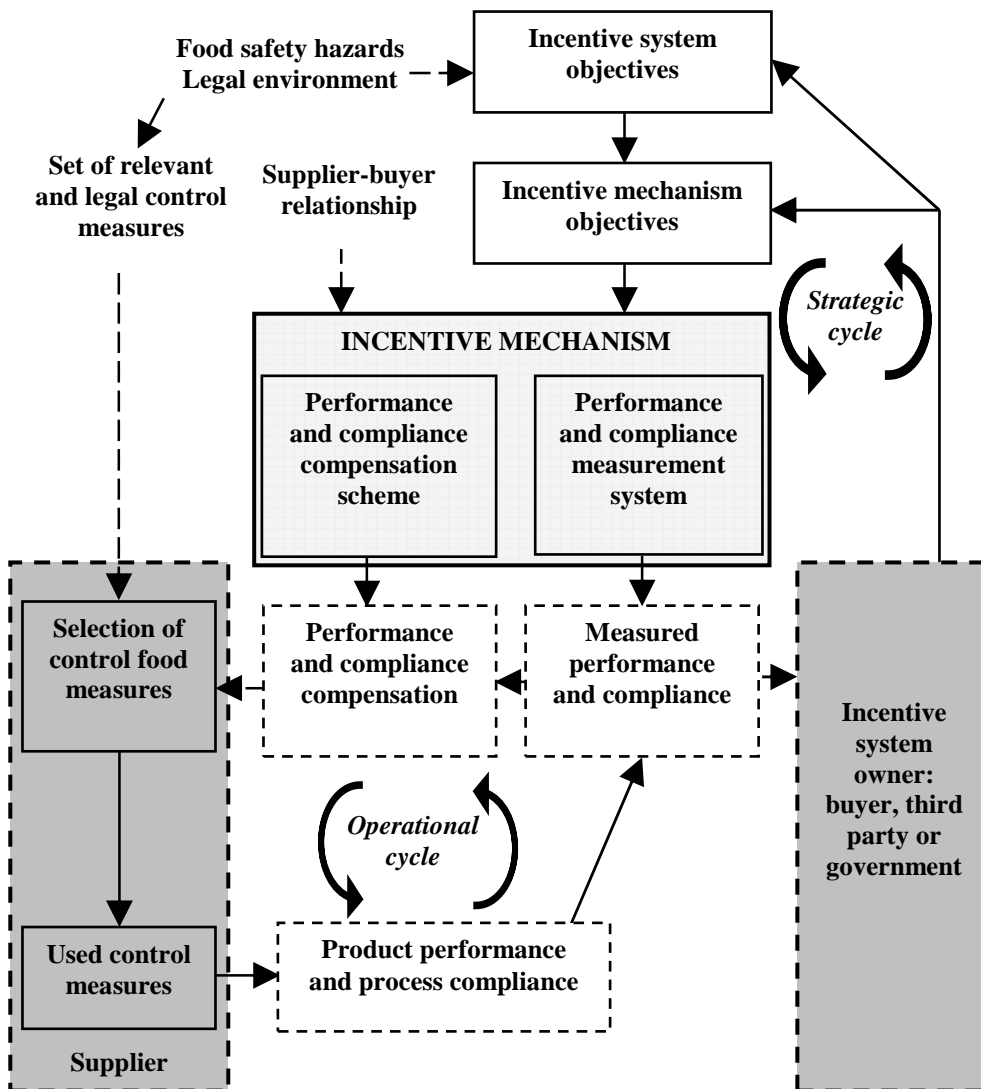 Food safety hazards
Legal environment
Incentive system
objectives
Set of relevant
and legal control
measures
Supplier-buyer
relationship
Incentive mechanism
objectives
Strategic
cycle
INCENTIVE MECHANISM
Performance
and compliance
compensation
scheme
Performance
and compliance
measurement
system
Selection of
control food
measures
Performance
and compliance
compensation
Measured
performance
and compliance
Incentive
system
owner:
buyer, third
party or
government
Operational
cycle
Used control
measures
Product performance
and process compliance
Supplier